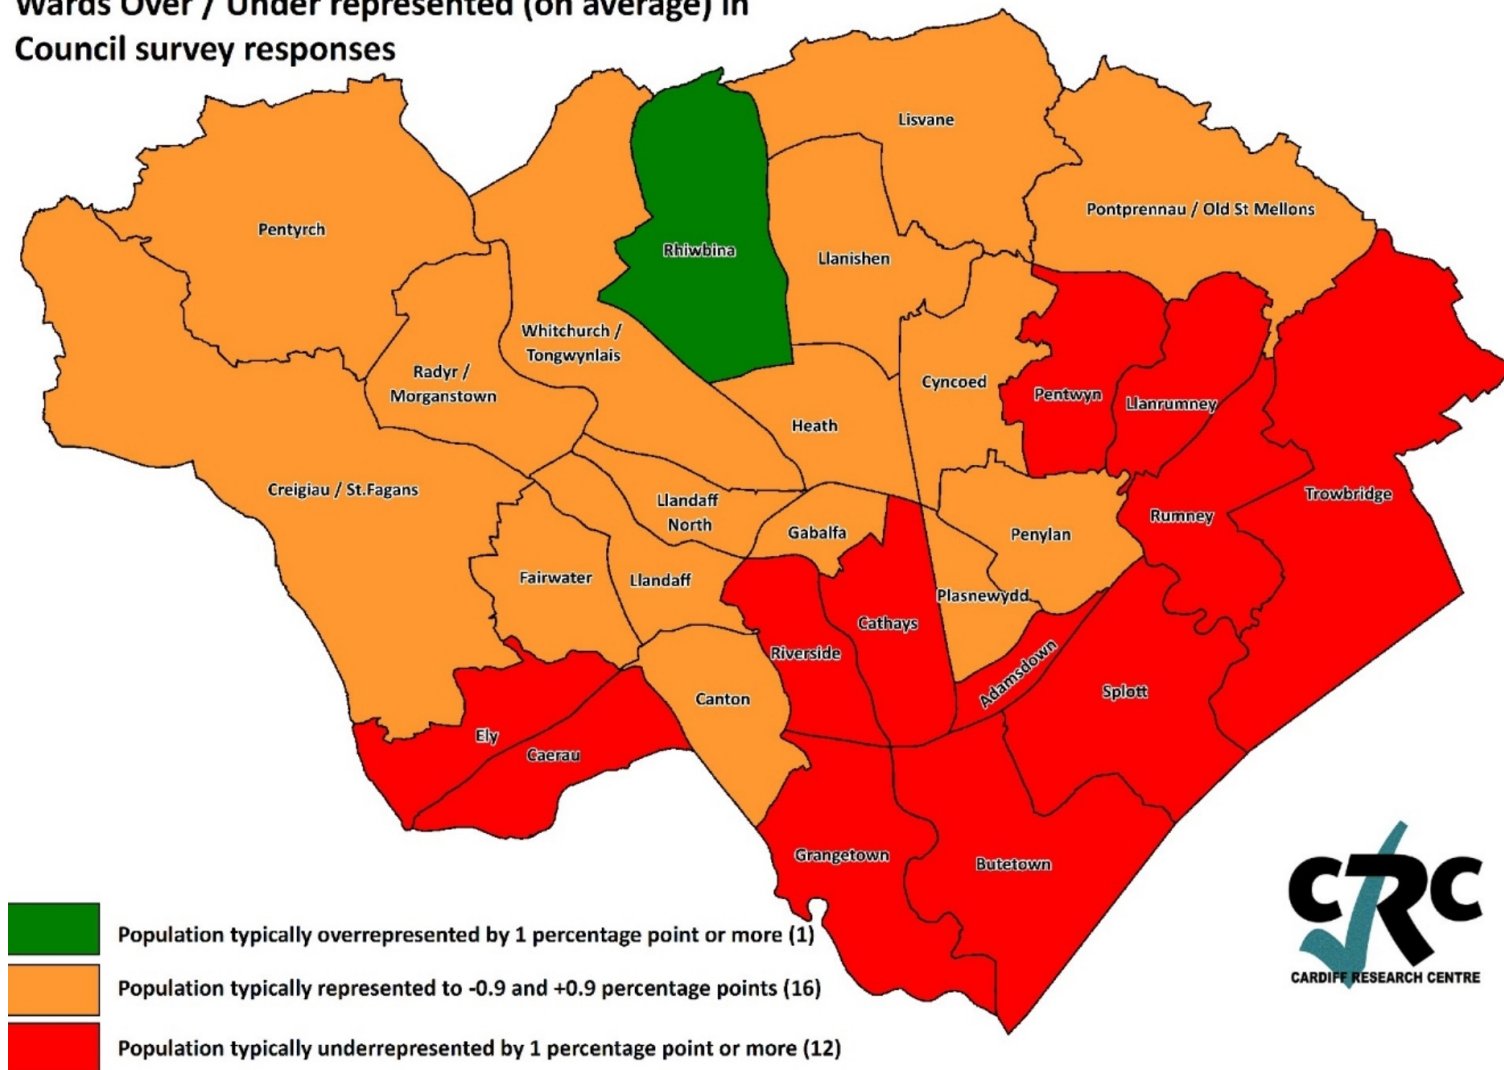 Wards Over / Under represented (on average) in
Council survey responses
Lisvane
Pontprennau / Old St Mellons
Pentyrch
Rhiwbina
Llanishen
Whitchurch /
Tongwynlais
Radyr /
Morganstown
Cyncoed
Pentwyn
Llanrumney
Heath
Creigiau / St.Fagans
Llandaff
North
Trowbridge
Rumney
Gabalfa
Penylan
Fairwater
Llandaff
Plasnewydd
Cathays
Riverside
Adamsdown
Splott
Canton
Ely
Caerau
Grangetown
Butetown
CRC
CARDIFF RESEARCH CENTRE
Population typically overrepresented by 1 percentage point or more (1)
Population typically represented to -0.9 and +0.9 percentage points (16)
Population typically underrepresented by 1 percentage point or more (12)